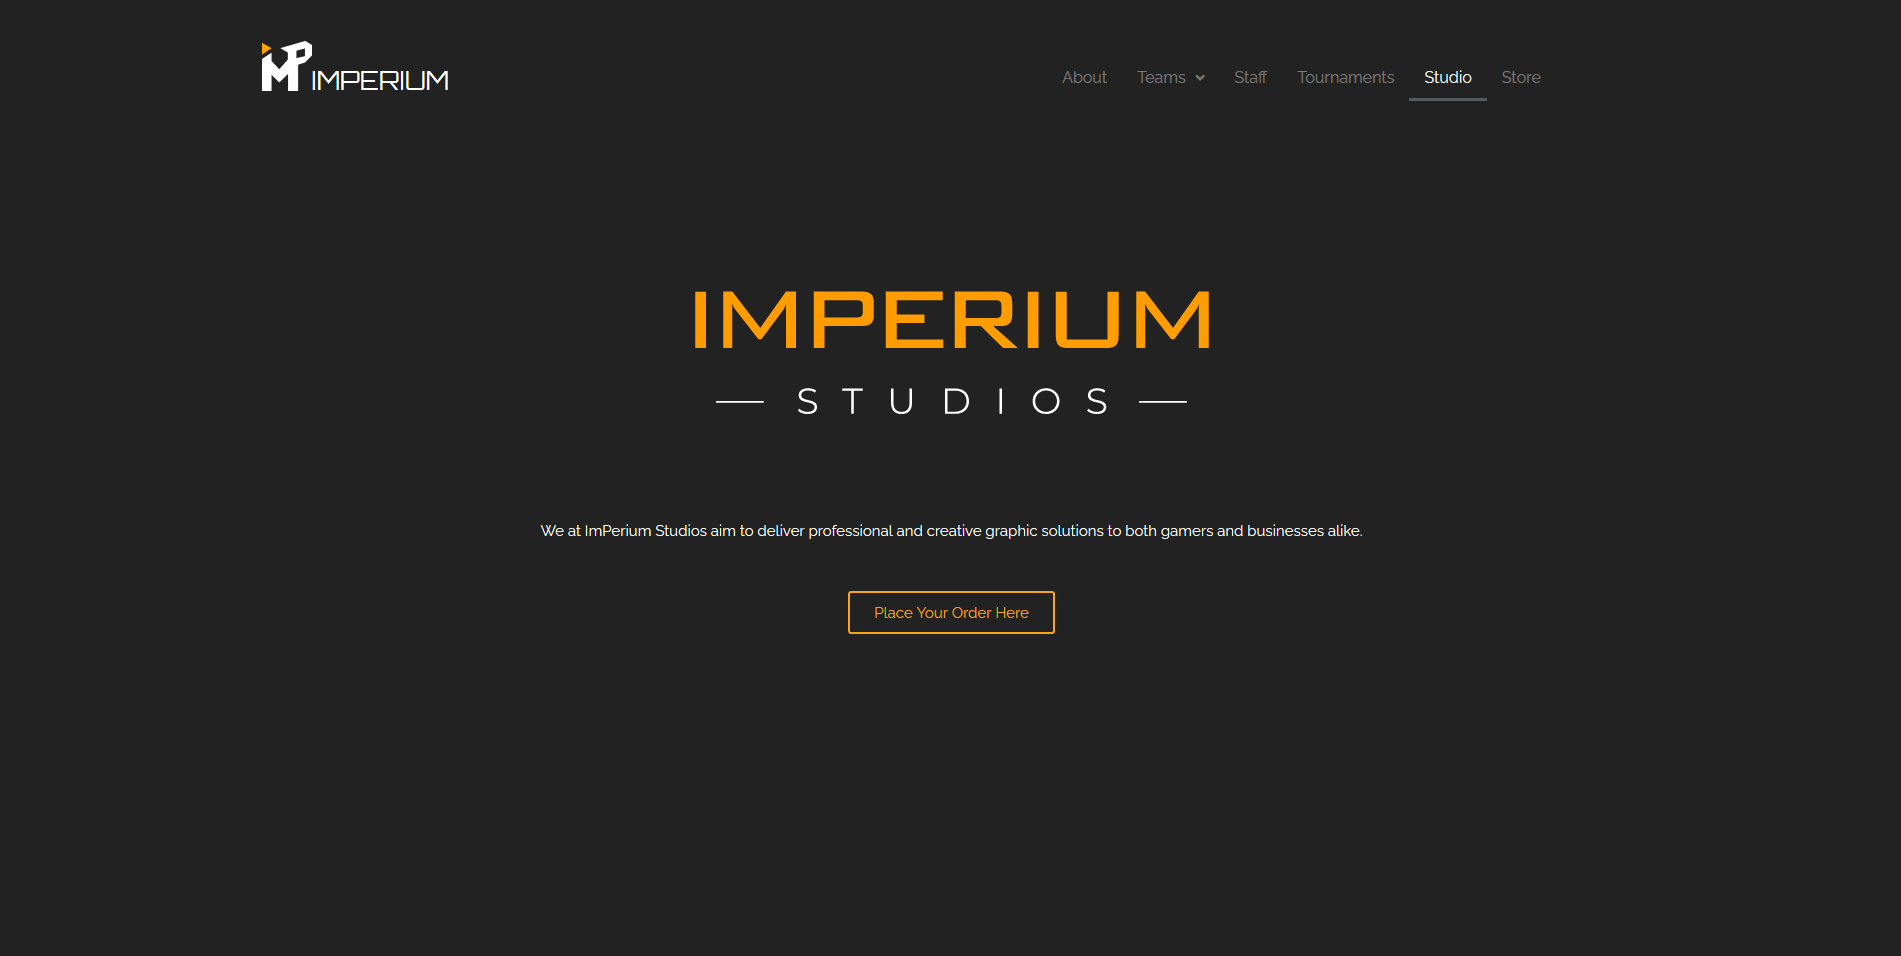 iMP IMPERIUM
About Teams Staff Tournaments Studio Store
IMPERIUM
STUDIOS
We at ImPerium Studios aim to deliver professional and creative graphic solutions to both gamers and businesses alike.
Place Your Order Here